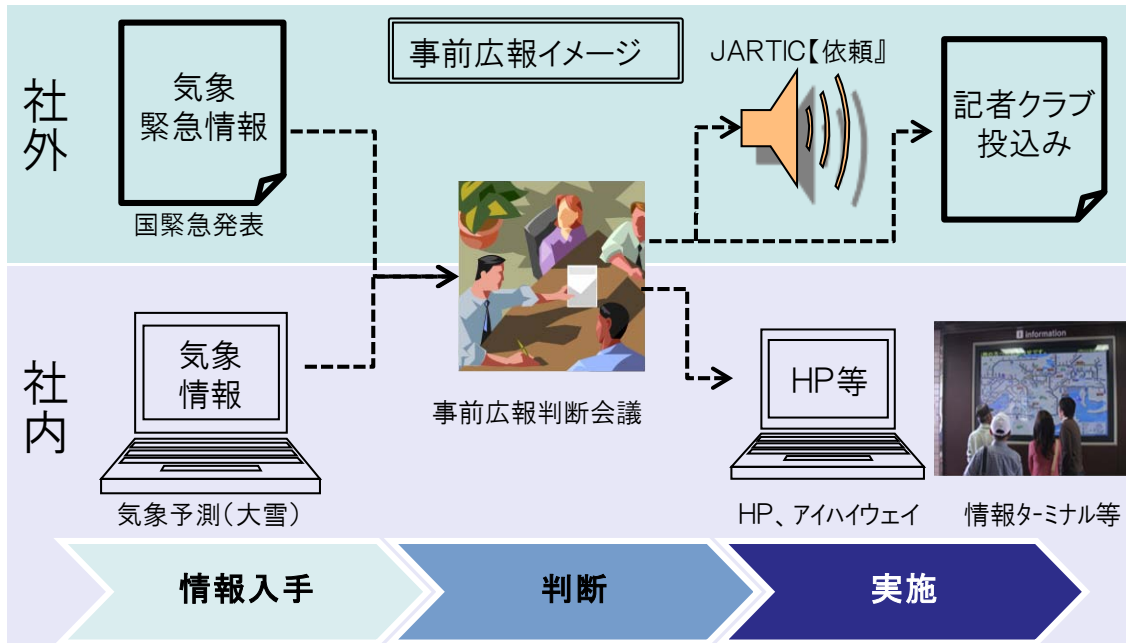 事前広報イメージ
社外
気象
緊急情報
国緊急発表
JARTIC【依頼』
記者クラブ
投込み
社内
気象
情報
気象予測(大雪)
事前広報判断会議
HP等
HP、アイハイウェイ
information
情報ターミナル等
情報入手
判断
実施